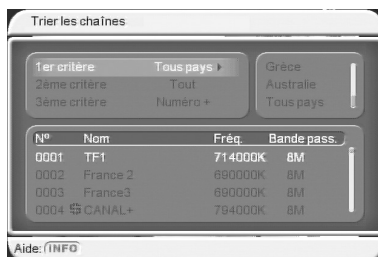 Trier les chaînes
1er critère Tous pays
2ème critère Tout
3ème critère Numéro +
Grèce
Australie
Tous pays
Nº Nom Fréq. Bande pass.
0001 TF1 714000K 8M
0002 France 2 690000K 8M
0003 France3 690000K 8M
0004 CANAL+ 794000K 8M
Aide: INFO